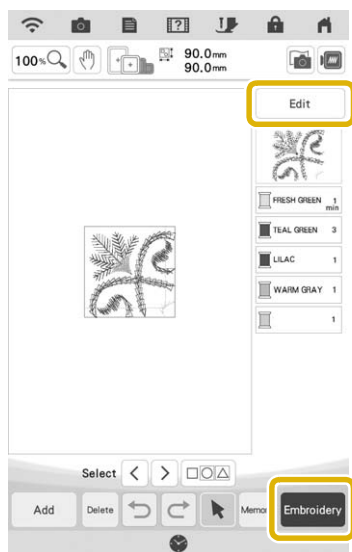 100%
90.0mm
90.0mm
Edit
FRESH GREEN 1
min
TEAL GREEN 3
LILAC 1
WARM GRAY 1
1
Select
Add Delete Memo Embroidery